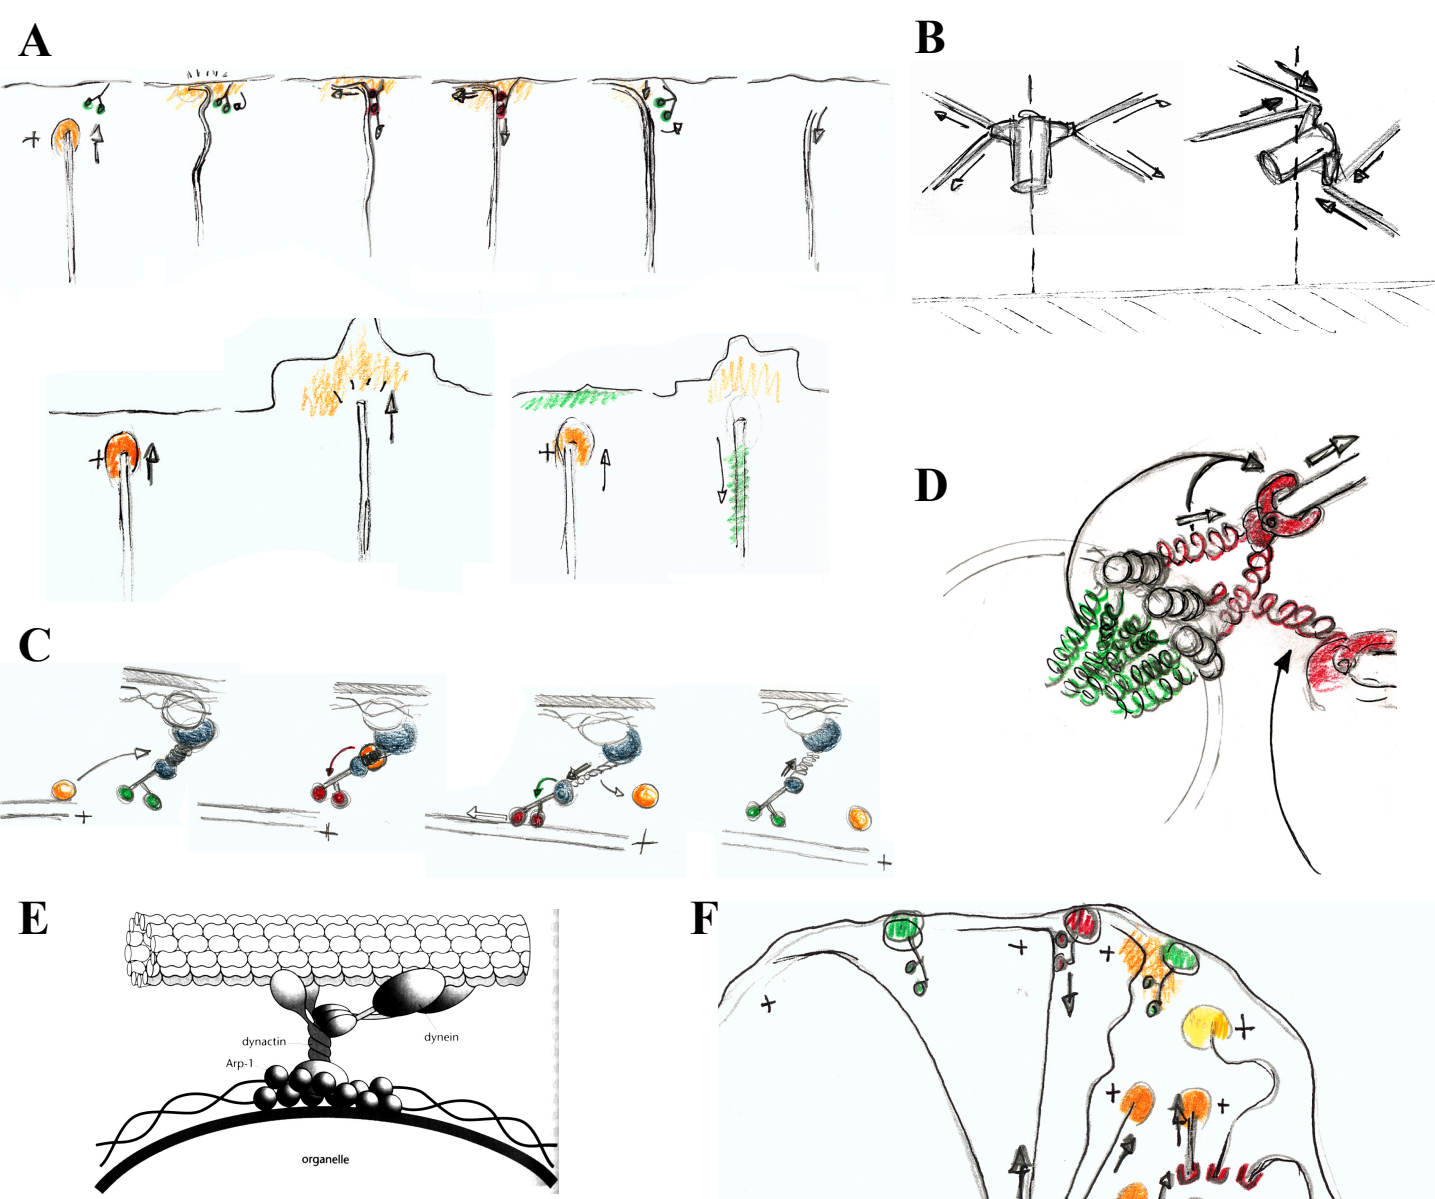 A
B
+
+
+
C
D
+
+
+
+
E
F
dynactin
dynein
Arp-1
organelle
+
+
+
+
+
+